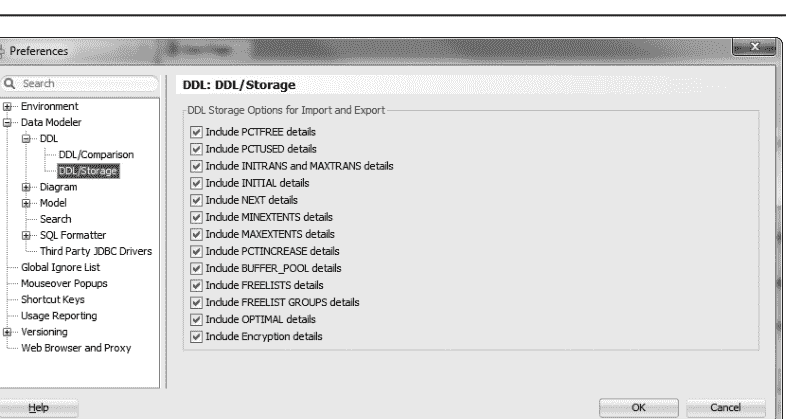 Preferences
x
Search
Environment
Data Modeler
DDL
DDL/Comparison
DDL/Storage
Diagram
Model
Search
SQL Formatter
Third Party JDBC Drivers
Global Ignore List
Mouseover Popups
Shortcut Keys
Usage Reporting
Versioning
Web Browser and Proxy
DDL: DDL/Storage
DDL Storage Options for Import and Export
Include PCTFREE details
Include PCTUSED details
Include INITRANS and MAXTRANS details
Include INITIAL details
Include NEXT details
Include MINEXTENTS details
Include MAXEXTENTS details
Include PCTINCREASE details
Include BUFFER_POOL details
Include FREELISTS details
Include FREELIST GROUPS details
Include OPTIMAL details
Include Encryption details
Help
OK
Cancel